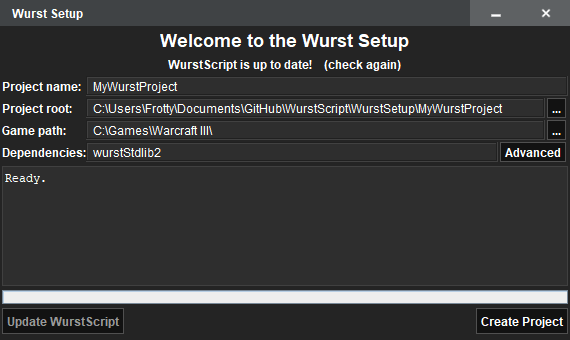 Wurst Setup
Welcome to the Wurst Setup
WurstScript is up to date! (check again)
Project name: MyWurstProject
Project root: C:\Users\Frotty\Documents\GitHub\WurstScript\WurstSetup\MyWurstProject ...
Game path: C:\Games\Warcraft III\ ...
Dependencies: wurstStdlib2 Advanced
Ready.
Update WurstScript Create Project